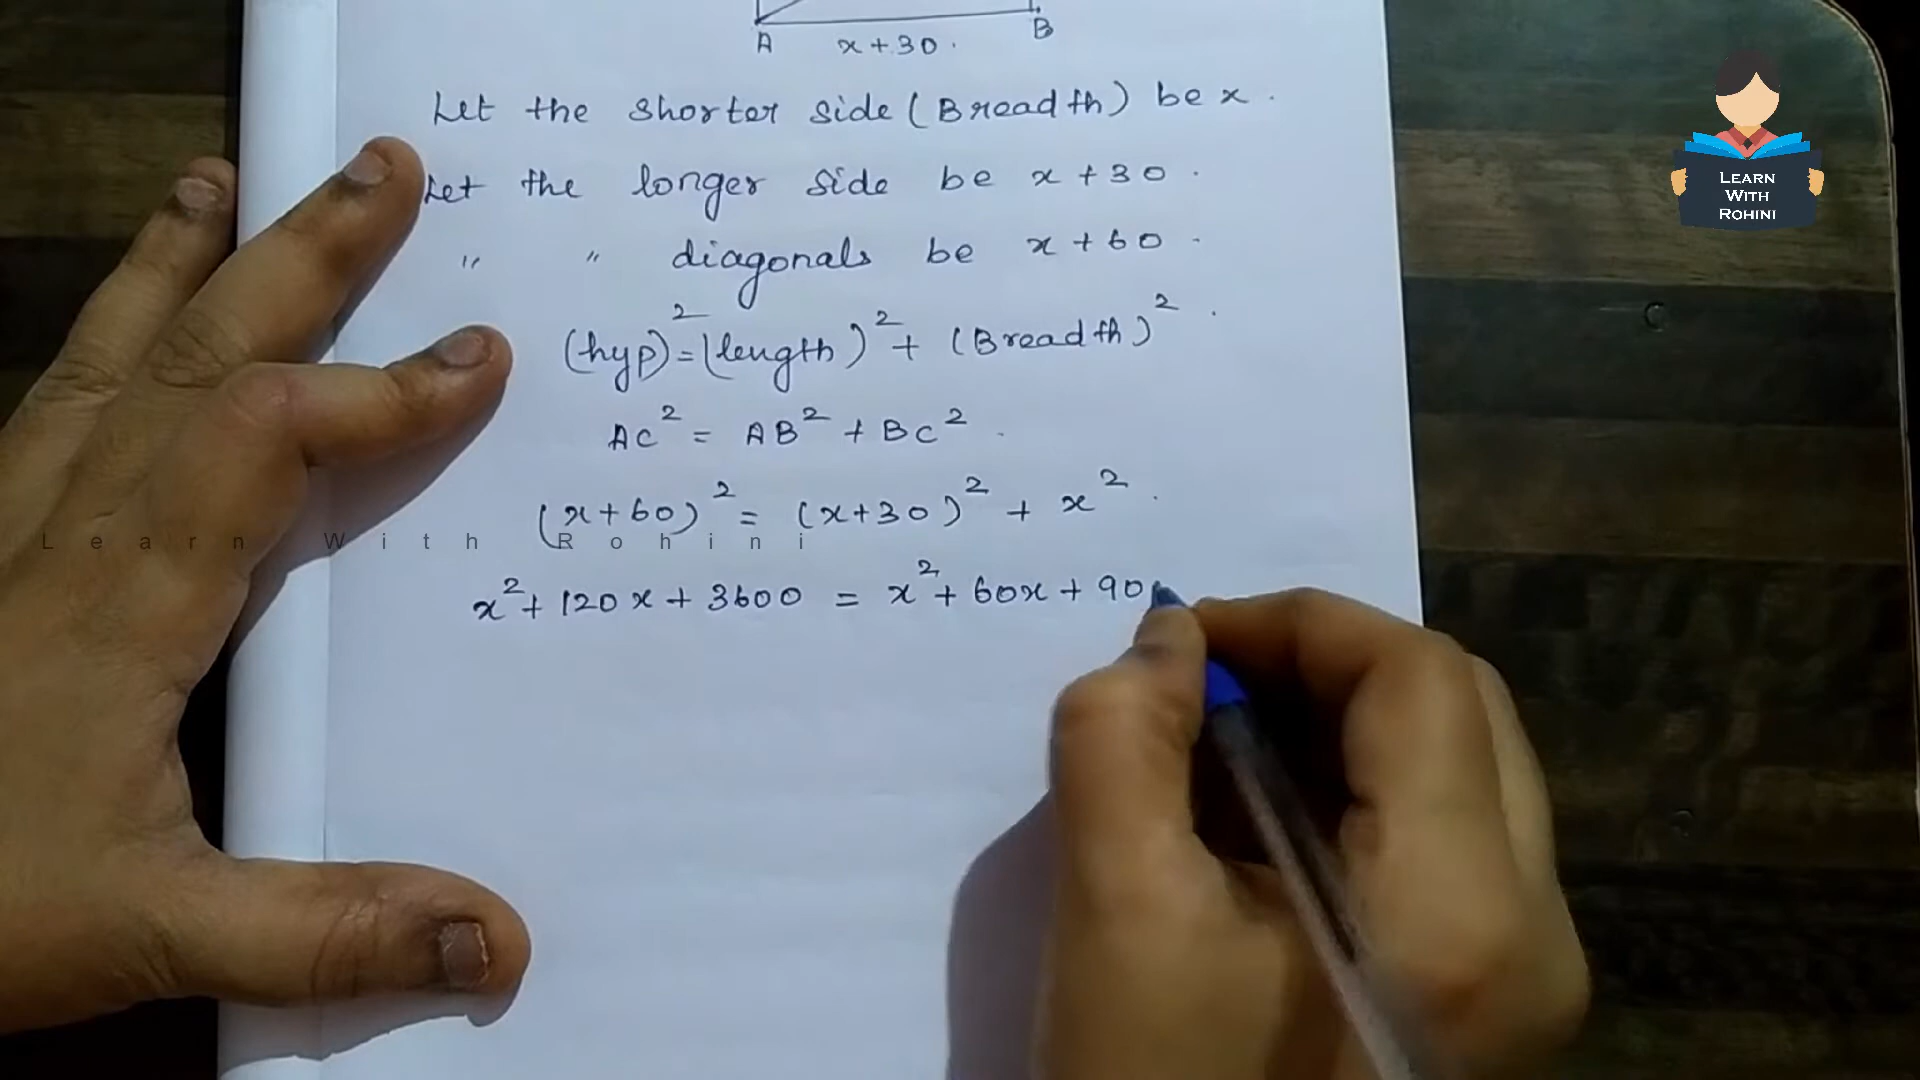 A x+30. B
Let the shorter side (Breadth) be x.
Let the longer side be x+30.
" " diagonals be x+60.
(hyp)² = (length)² + (Breadth)².
AC² = AB² + BC².
(x+60)² = (x+30)² + x².
x² + 120x + 3600 = x² + 60x + 90
LEARN
WITH
ROHINI
Learn With Rohini